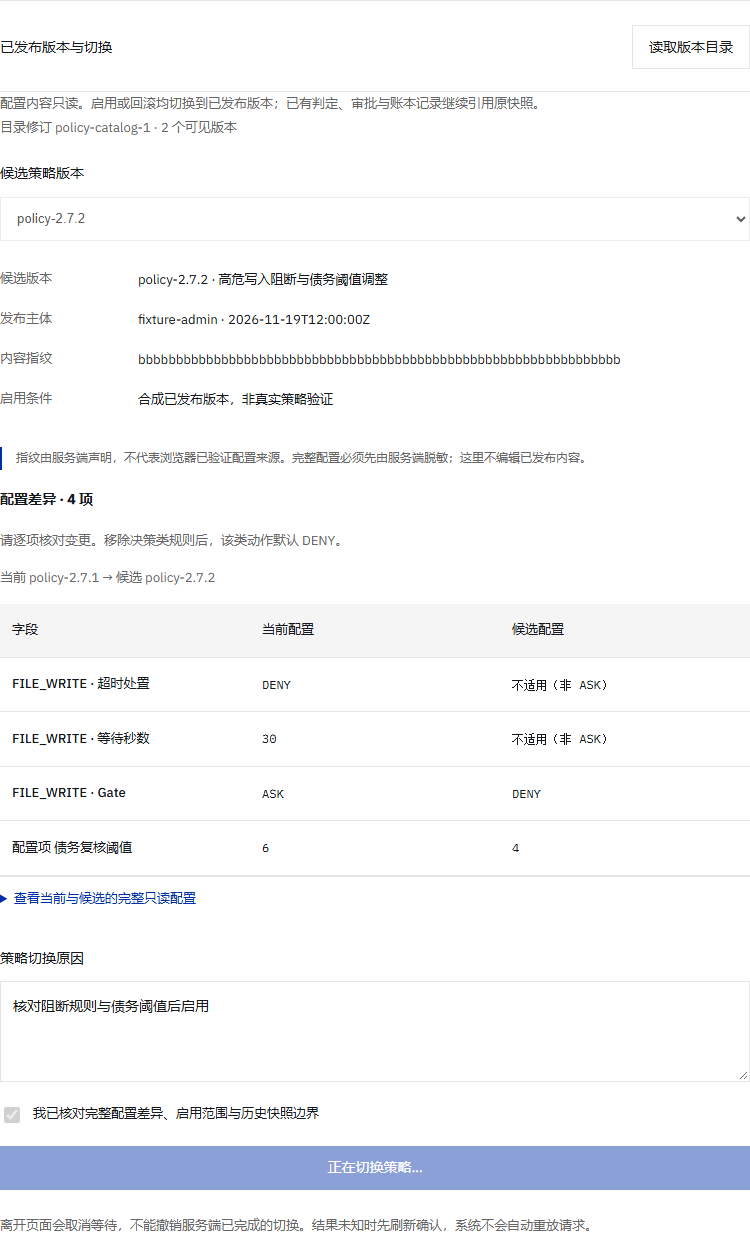 已发布版本与切换
读取版本目录
配置内容只读。启用或回滚均切换到已发布版本；已有判定、审批与账本记录继续引用原快照。
目录修订 policy-catalog-1 · 2 个可见版本
候选策略版本
policy-2.7.2
候选版本 policy-2.7.2 · 高危写入阻断与债务阈值调整
发布主体 fixture-admin · 2026-11-19T12:00:00Z
内容指纹 bbbbbbbbbbbbbbbbbbbbbbbbbbbbbbbbbbbbbbbbbbbbbbbbbbbbbbbbbbbbbbbb
启用条件 合成已发布版本，非真实策略验证
指纹由服务端声明，不代表浏览器已验证配置来源。完整配置必须先由服务端脱敏；这里不编辑已发布内容。
配置差异 · 4 项
请逐项核对变更。移除决策类规则后，该类动作默认 DENY。
当前 policy-2.7.1 → 候选 policy-2.7.2
字段 当前配置 候选配置
FILE_WRITE · 超时处置 DENY 不适用（非 ASK）
FILE_WRITE · 等待秒数 30 不适用（非 ASK）
FILE_WRITE · Gate ASK DENY
配置项 债务复核阈值 6 4
查看当前与候选的完整只读配置
策略切换原因
核对阻断规则与债务阈值后启用
我已核对完整配置差异、启用范围与历史快照边界
正在切换策略...
离开页面会取消等待，不能撤销服务端已完成的切换。结果未知时先刷新确认，系统不会自动重放请求。